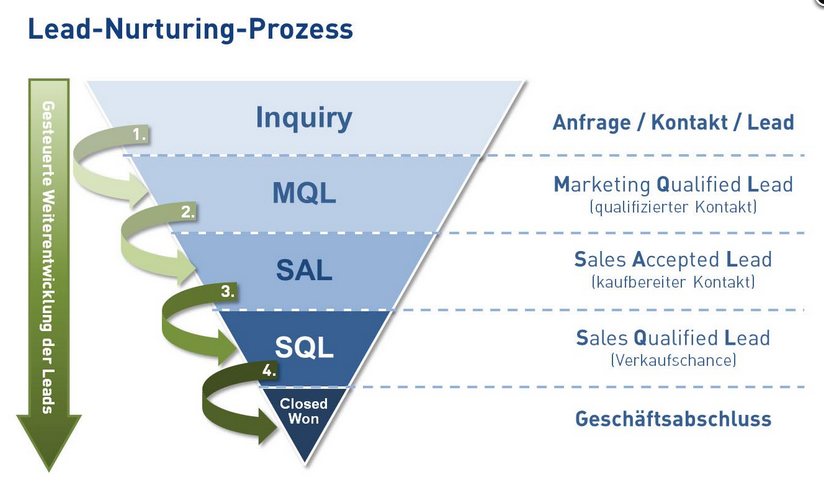 Lead-Nurturing-Prozess
Gesteuerte Weiterentwicklung der Leads
1.
Inquiry
Anfrage / Kontakt / Lead
2.
MQL
Marketing Qualified Lead
(qualifizierter Kontakt)
3.
SAL
Sales Accepted Lead
(kaufbereiter Kontakt)
4.
SQL
Sales Qualified Lead
(Verkaufschance)
Closed
Won
Geschäftsabschluss